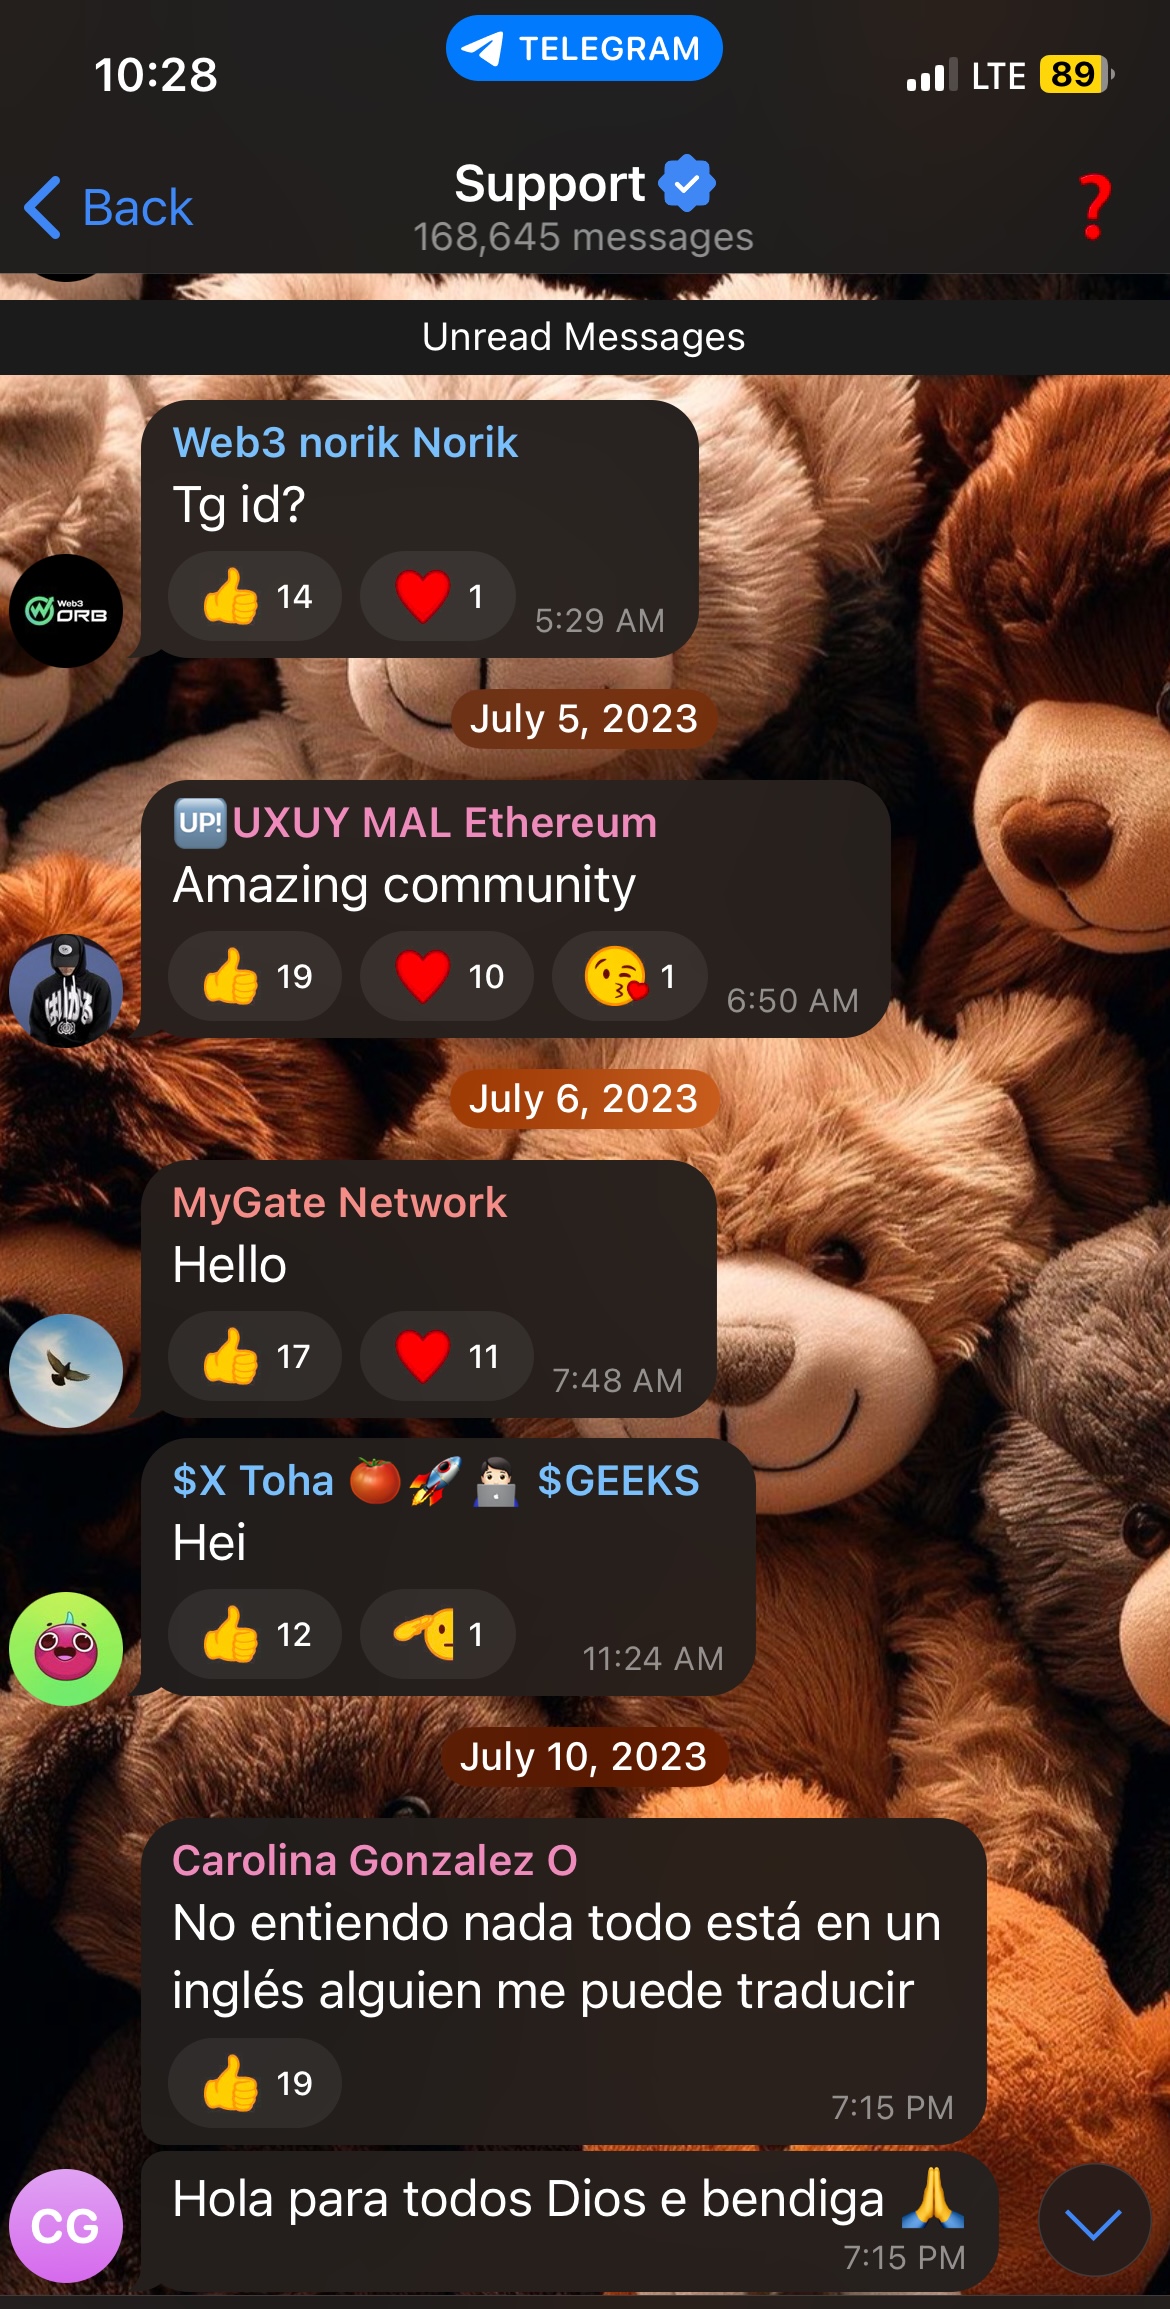 TELEGRAM
10:28
LTE 89
Back
Support
168,645 messages
❓
Unread Messages
Web3 norik Norik
Tg id?
👍 14 ❤️ 1 5:29 AM
Web3
ORB
July 5, 2023
🆙UXUY MAL Ethereum
Amazing community
👍 19 ❤️ 10 😘 1 6:50 AM
July 6, 2023
MyGate Network
Hello
👍 17 ❤️ 11 7:48 AM
$X Toha 🍅🚀🧑🏻‍💻 $GEEKS
Hei
👍 12 🫡 1 11:24 AM
July 10, 2023
Carolina Gonzalez O
No entiendo nada todo está en un
inglés alguien me puede traducir
👍 19 7:15 PM
Hola para todos Dios e bendiga 🙏
7:15 PM
CG